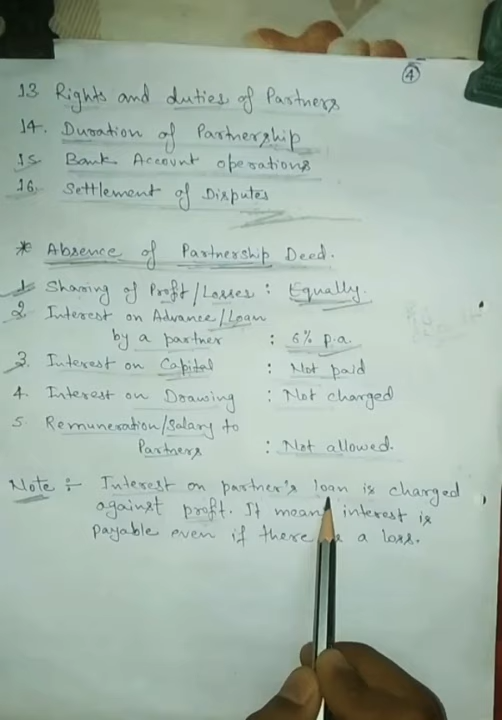 4
13 Rights and duties of Partners
14. Duration of Partnership
15. Bank Account operations
16. Settlement of Disputes
* Absence of Partnership Deed.
1. Sharing of Profit/Losses : Equally.
2. Interest on Advance/Loan
by a partner : 6% p.a.
3. Interest on Capital : Not paid
4. Interest on Drawing : Not charged
5. Remuneration/Salary to
Partners : Not allowed.
Note :- Interest on partner's loan is charged
against profit. It means interest is
payable even if there a loss.